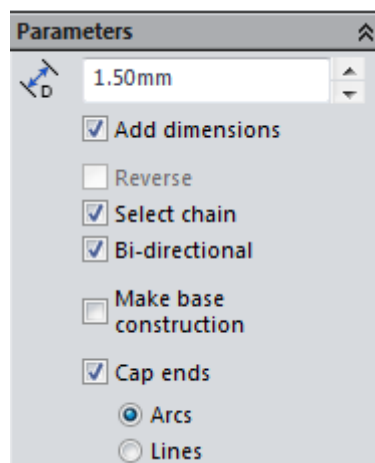 Parameters
D
1.50mm
Add dimensions
Reverse
Select chain
Bi-directional
Make base
construction
Cap ends
Arcs
Lines